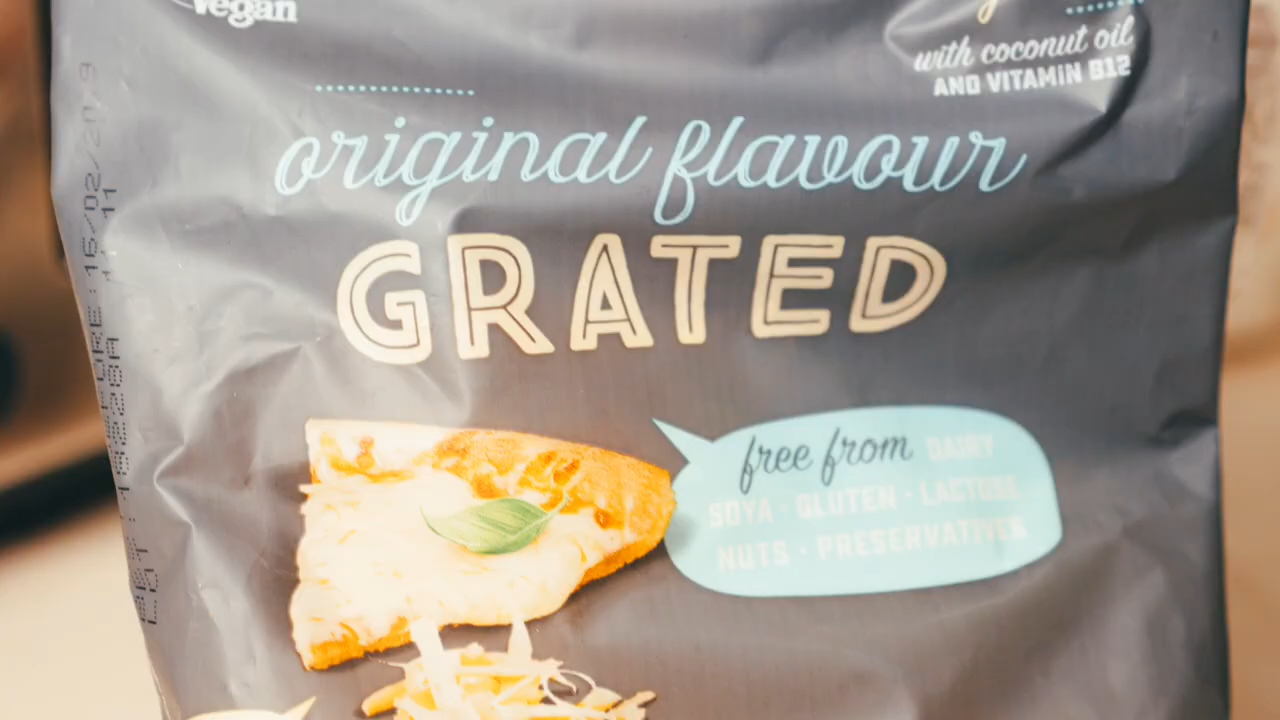 vegan
with coconut oil
AND VITAMIN B12
original flavour
GRATED
free from DAIRY
SOYA · GLUTEN · LACTOSE
NUTS · PRESERVATIVES